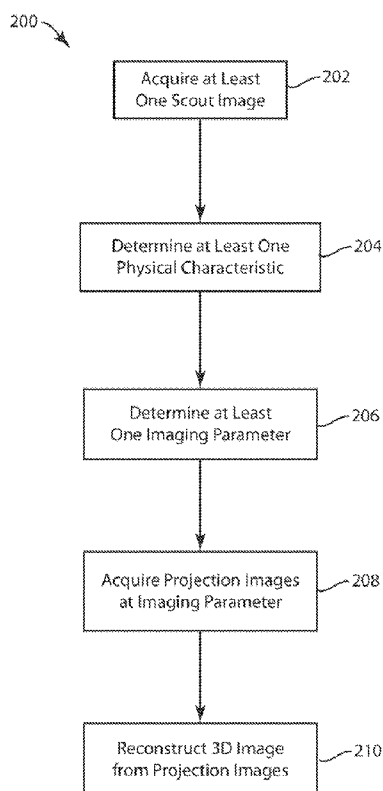 200
Acquire at Least
One Scout Image
202
Determine at Least One
Physical Characteristic
204
Determine at Least
One Imaging Parameter
206
Acquire Projection Images
at Imaging Parameter
208
Reconstruct 3D Image
from Projection Images
210